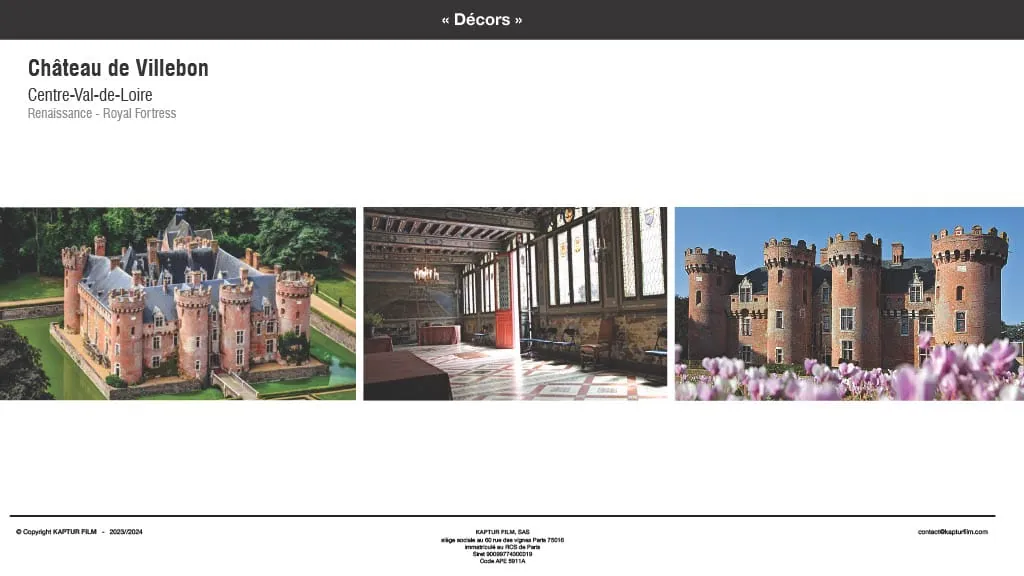 « Décors »
Château de Villebon
Centre-Val-de-Loire
Renaissance - Royal Fortress
© Copyright KAPTUR FILM - 2023//2024
KAPTUR FILM, SAS
siège sociale au 60 rue des vignes Paris 75016
immatriculé au RCS de Paris
Siret 90099774000019
Code APE 5911A
contact@kapturfilm.com